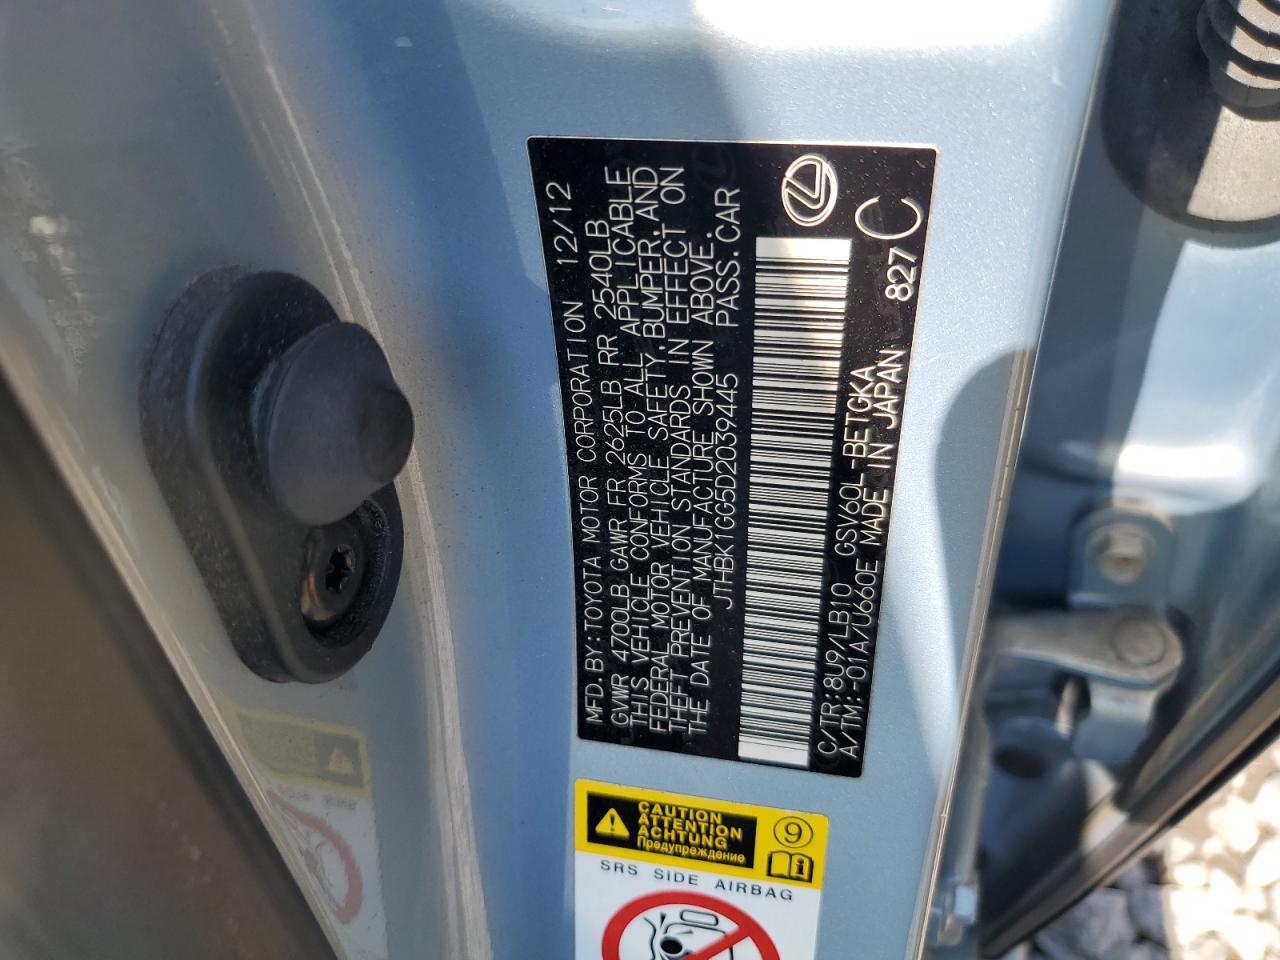 MFD. BY: TOYOTA MOTOR CORPORATION 12/12
GVWR 4700LB GAWR FR 2625LB RR 2540LB
THIS VEHICLE CONFORMS TO ALL APPLICABLE
FEDERAL MOTOR VEHICLE SAFETY, BUMPER, AND
THEFT PREVENTION STANDARDS IN EFFECT ON
THE DATE OF MANUFACTURE SHOWN ABOVE.
JTHBK1GG5D2039445 PASS. CAR
C/TR: 8U9/LB10 GSV60L-BETGKA 827 C
A/TM: -01A/U660E MADE IN JAPAN
CAUTION
ATTENTION
ACHTUNG
Предупреждение
9
SRS SIDE AIRBAG